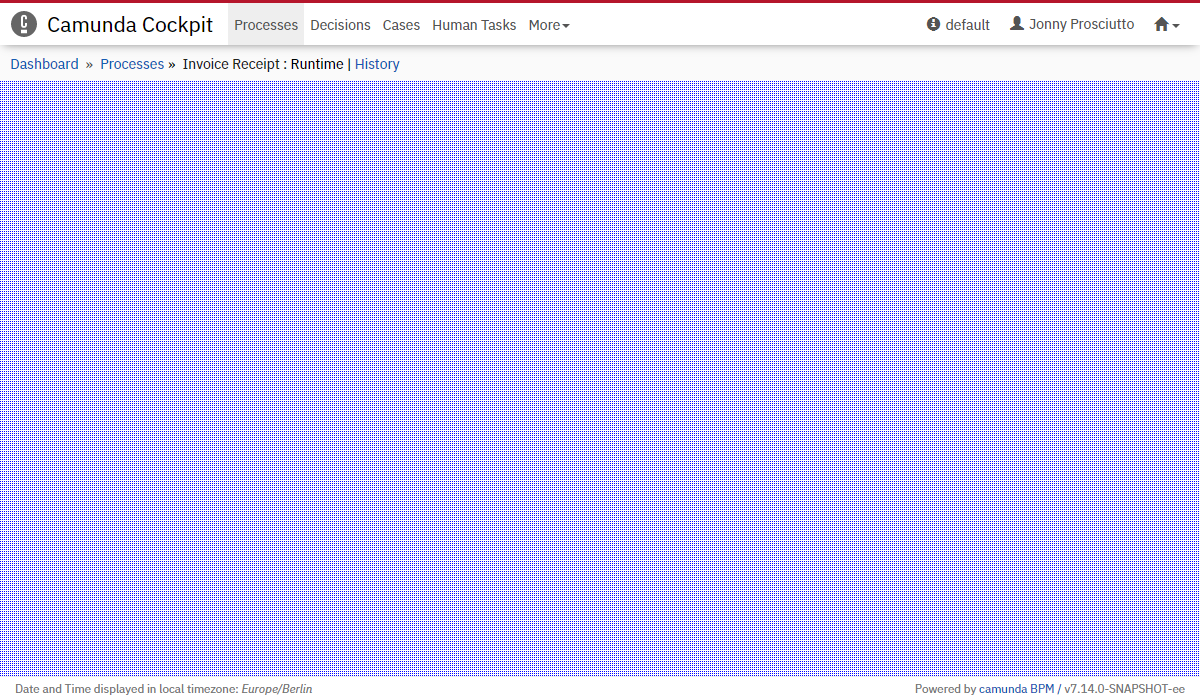 Camunda Cockpit Processes Decisions Cases Human Tasks More default Jonny Prosciutto
Dashboard » Processes » Invoice Receipt : Runtime | History
Date and Time displayed in local timezone: Europe/Berlin Powered by camunda BPM / v7.14.0-SNAPSHOT-ee